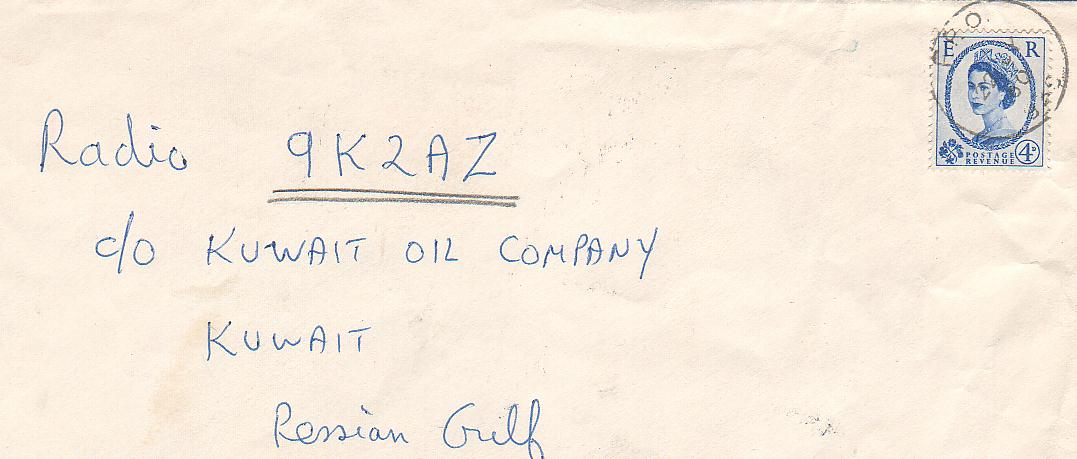 E R
POSTAGE
REVENUE 4D
Radio 9K2AZ
c/o KUWAIT OIL COMPANY
KUWAIT
Persian Gulf